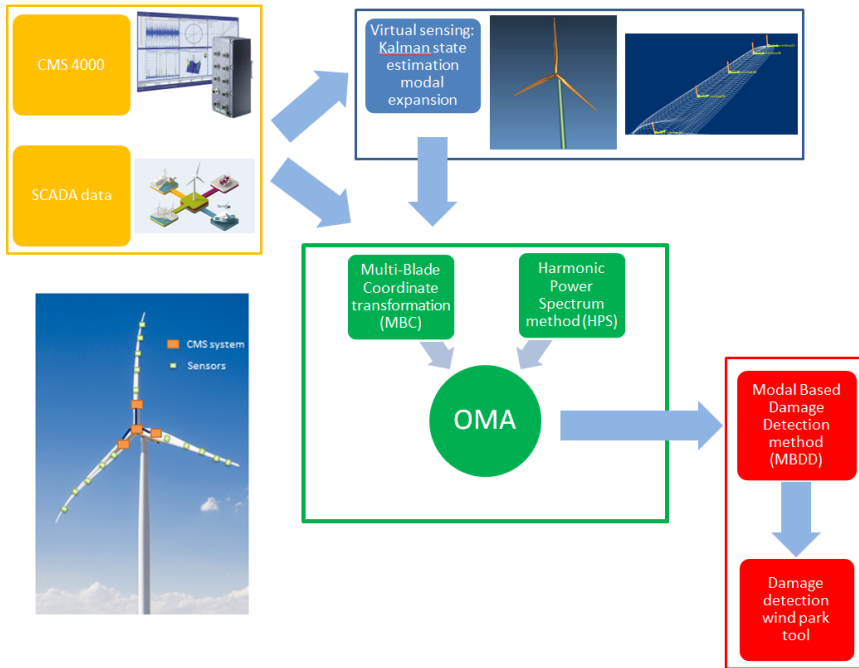 CMS 4000
SCADA data
Virtual sensing:
Kalman state
estimation
modal
expansion
Multi-Blade
Coordinate
transformation
(MBC)
Harmonic
Power
Spectrum
method (HPS)
OMA
CMS system
Sensors
Modal Based
Damage
Detection
method
(MBDD)
Damage
detection
wind park
tool